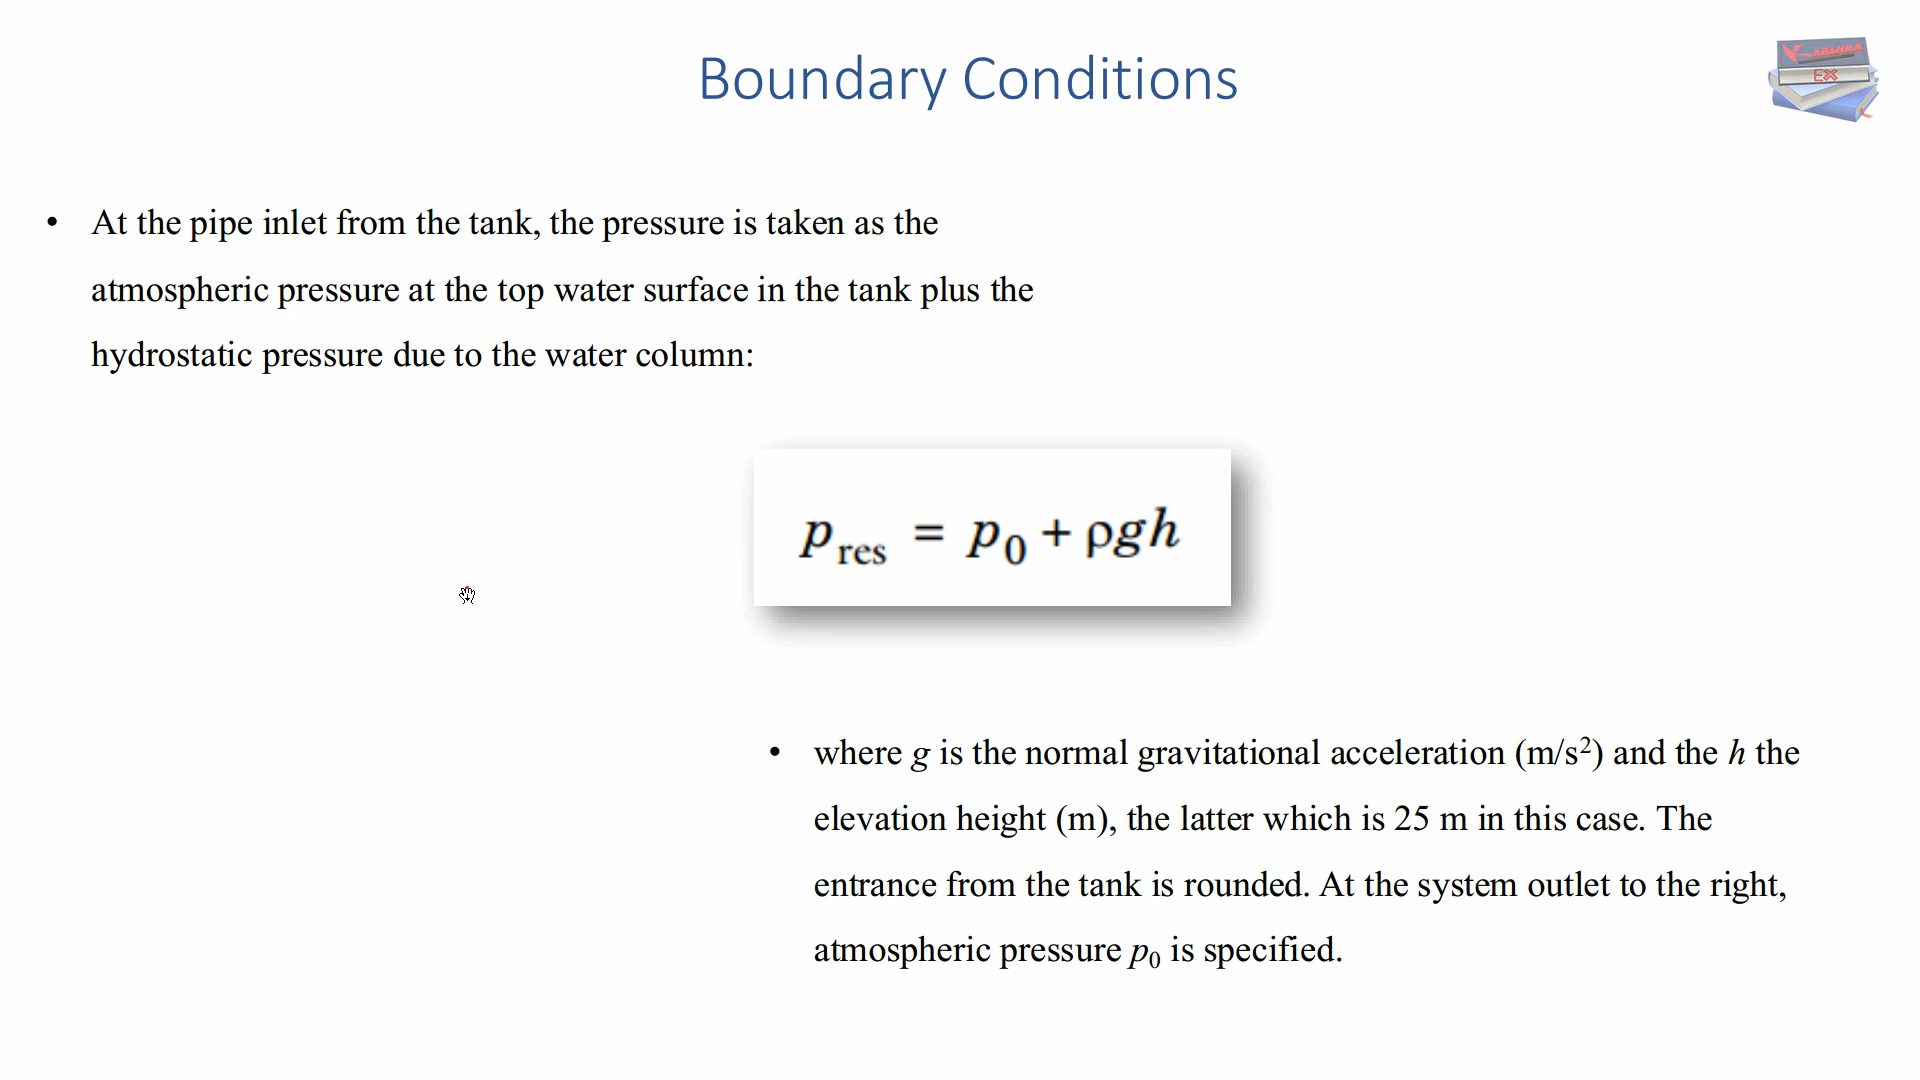 Boundary Conditions
EX
• At the pipe inlet from the tank, the pressure is taken as the
atmospheric pressure at the top water surface in the tank plus the
hydrostatic pressure due to the water column:
p_res = p_0 + ρgh
• where g is the normal gravitational acceleration (m/s²) and the h the
elevation height (m), the latter which is 25 m in this case. The
entrance from the tank is rounded. At the system outlet to the right,
atmospheric pressure p₀ is specified.